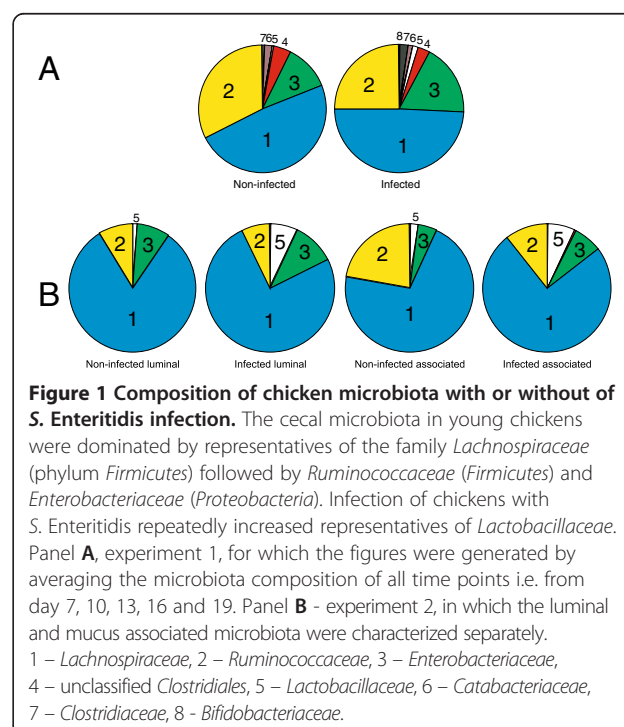 A
7 6 5 4
2
3
1
Non-infected
8 7 6 5 4
2
3
1
Infected
B
5
2
3
1
Non-infected luminal
2
5
3
1
Infected luminal
5
2
3
1
Non-infected associated
2
5
3
1
Infected associated
Figure 1 Composition of chicken microbiota with or without of
S. Enteritidis infection. The cecal microbiota in young chickens
were dominated by representatives of the family Lachnospiraceae
(phylum Firmicutes) followed by Ruminococcaceae (Firmicutes) and
Enterobacteriaceae (Proteobacteria). Infection of chickens with
S. Enteritidis repeatedly increased representatives of Lactobacillaceae.
Panel A, experiment 1, for which the figures were generated by
averaging the microbiota composition of all time points i.e. from
day 7, 10, 13, 16 and 19. Panel B - experiment 2, in which the luminal
and mucus associated microbiota were characterized separately.
1 – Lachnospiraceae, 2 – Ruminococcaceae, 3 – Enterobacteriaceae,
4 – unclassified Clostridiales, 5 – Lactobacillaceae, 6 – Catabacteriaceae,
7 – Clostridiaceae, 8 - Bifidobacteriaceae.